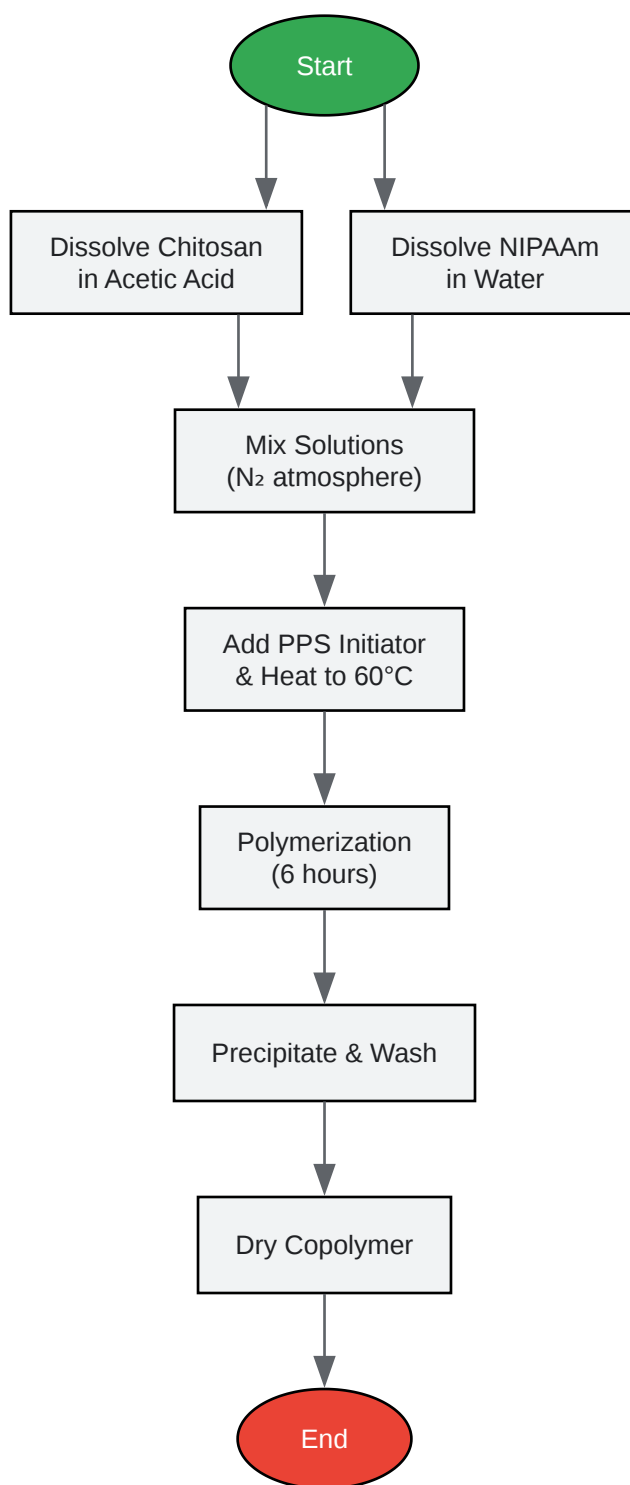 Start
Dissolve Chitosan
in Acetic Acid
Dissolve NIPAAm
in Water
Mix Solutions
(N₂ atmosphere)
Add PPS Initiator
& Heat to 60°C
Polymerization
(6 hours)
Precipitate & Wash
Dry Copolymer
End